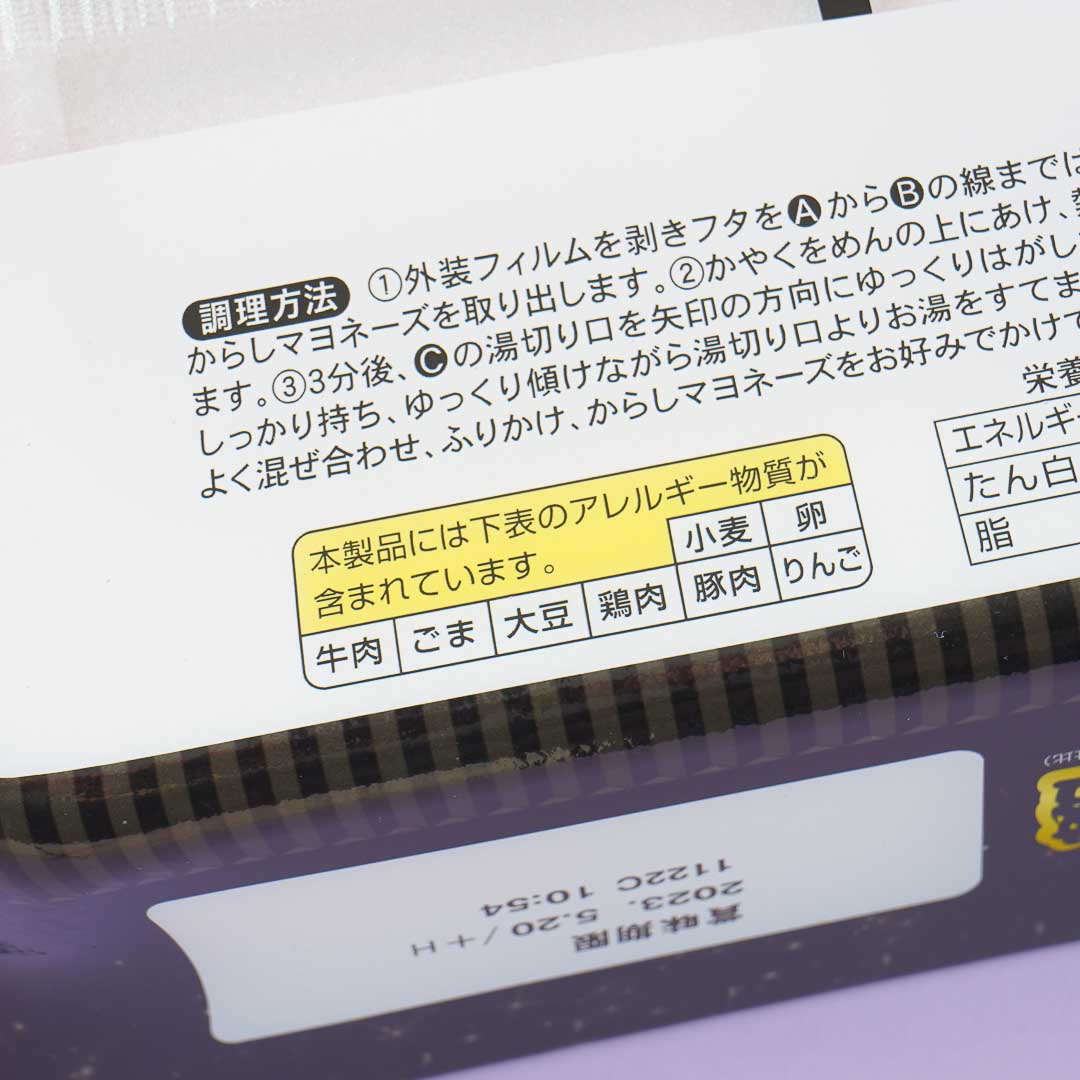 調理方法 ①外装フィルムを剥きフタをAからBの線までは
からしマヨネーズを取り出します。②かやくをめんの上にあけ、
ます。③3分後、Cの湯切り口を矢印の方向にゆっくりはがし
しっかり持ち、ゆっくり傾けながら湯切り口よりお湯をすてま
よく混ぜ合わせ、ふりかけ、からしマヨネーズをお好みでかけて
本製品には下表のアレルギー物質が
含まれています。
小麦 卵
牛肉 ごま 大豆 鶏肉 豚肉 りんご
栄養
エネルギー
たん白
脂
賞味期限
2023. 5.20/+H
1122C 10:54